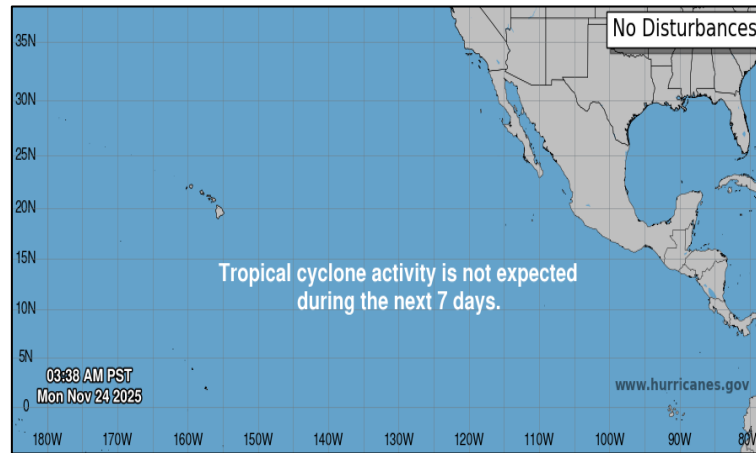 No Disturbances
35N
30N
25N
20N
15N
Tropical cyclone activity is not expected
during the next 7 days.
10N
5N
03:38 AM PST
Mon Nov 24 2025
www.hurricanes.gov
0
180W 170W 160W 150W 140W 130W 120W 110W 100W 90W 80W